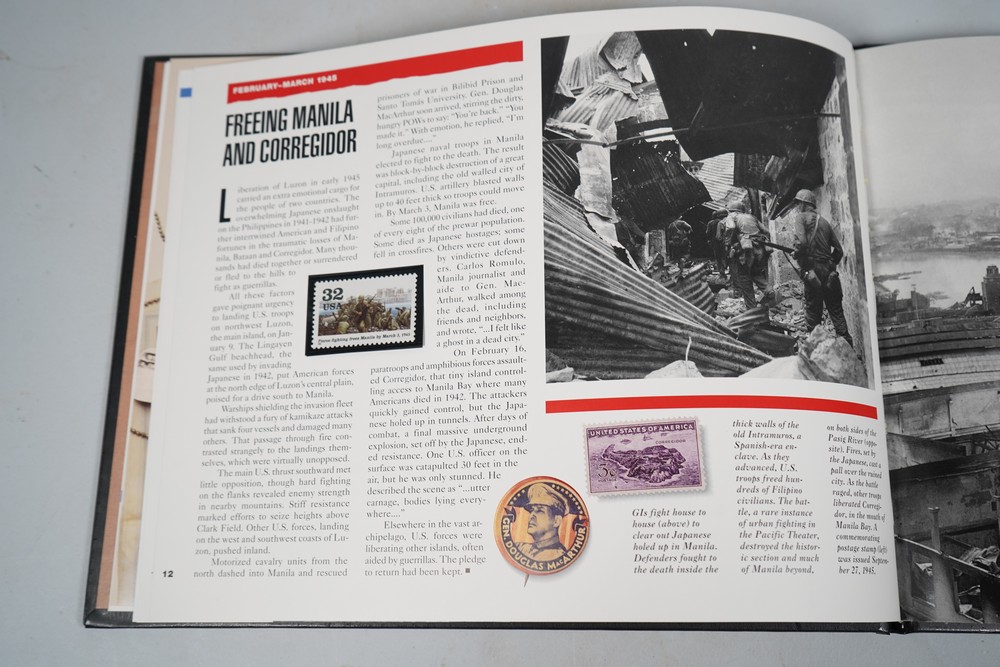 FEBRUARY–MARCH 1945
FREEING MANILA
AND CORREGIDOR
Liberation of Luzon in early 1945
carried an extra emotional cargo for
the people of two countries. The
overwhelming Japanese onslaught
on the Philippines in 1941-1942 had fur-
ther intertwined American and Filipino
fortunes in the traumatic losses of Ma-
nila, Bataan and Corregidor. Many thou-
sands had died together or surrendered
or fled to the hills to
fight as guerrillas.
All these factors
gave poignant urgency
to landing U.S. troops
on northwest Luzon,
the main island, on Jan-
uary 9. The Lingayen
Gulf beachhead, the
same used by invading
Japanese in 1942, put American forces
at the north edge of Luzon's central plain,
poised for a drive south to Manila.
Warships shielding the invasion fleet
had withstood a fury of kamikaze attacks
that sank four vessels and damaged many
others. That passage through fire con-
trasted strangely to the landings them-
selves, which were virtually unopposed.
The main U.S. thrust southward met
little opposition, though hard fighting
on the flanks revealed enemy strength
in nearby mountains. Stiff resistance
marked efforts to seize heights above
Clark Field. Other U.S. forces, landing
on the west and southwest coasts of Lu-
zon, pushed inland.
Motorized cavalry units from the
north dashed into Manila and rescued
12
prisoners of war in Bilibid Prison and
Santo Tomás University. Gen. Douglas
MacArthur soon arrived, stirring the dirty,
hungry POWs to say: "You're back." "You
made it." With emotion, he replied, "I'm
long overdue...."
Japanese naval troops in Manila
elected to fight to the death. The result
was block-by-block destruction of a great
capital, including the old walled city of
Intramuros. U.S. artillery blasted walls
up to 40 feet thick so troops could move
in. By March 3, Manila was free.
Some 100,000 civilians had died, one
of every eight of the prewar population.
Some died as Japanese hostages; some
fell in crossfires. Others were cut down
by vindictive defend-
ers. Carlos Romulo,
Manila journalist and
aide to Gen. Mac-
Arthur, walked among
the dead, including
friends and neighbors,
and wrote, "...I felt like
a ghost in a dead city."
On February 16,
paratroops and amphibious forces assault-
ed Corregidor, that tiny island control-
ling access to Manila Bay where many
Americans died in 1942. The attackers
quickly gained control, but the Japa-
nese holed up in tunnels. After days of
combat, a final massive underground
explosion, set off by the Japanese, end-
ed resistance. One U.S. officer on the
surface was catapulted 30 feet in the
air, but he was only stunned. He
described the scene as "...utter
carnage, bodies lying every-
where...."
Elsewhere in the vast ar-
chipelago, U.S. forces were
liberating other islands, often
aided by guerrillas. The pledge
to return had been kept. ■
32
USA
Troops fighting from Manila by March 3, 1945
GEN. DOUGLAS MACARTHUR
UNITED STATES OF AMERICA
CORREGIDOR
3¢
GIs fight house to
house (above) to
clear out Japanese
holed up in Manila.
Defenders fought to
the death inside the
thick walls of the
old Intramuros, a
Spanish-era en-
clave. As they
advanced, U.S.
troops freed hun-
dreds of Filipino
civilians. The bat-
tle, a rare instance
of urban fighting in
the Pacific Theater,
destroyed the histor-
ic section and much
of Manila beyond,
on both sides of the
Pasig River (oppo-
site). Fires, set by
the Japanese, cast a
pall over the ruined
city. As the battle
raged, other troops
liberated Corregi-
dor, in the mouth of
Manila Bay. A
commemorating
postage stamp (left)
was issued Septem-
ber 27, 1945.